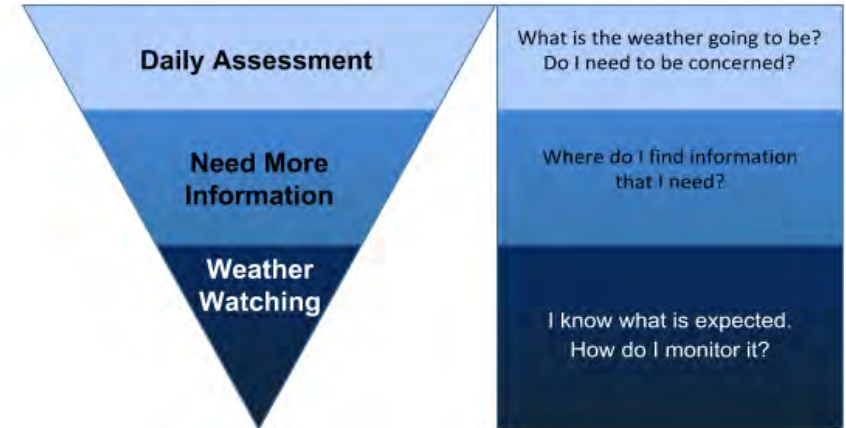 Daily Assessment
What is the weather going to be?
Do I need to be concerned?
Need More
Information
Where do I find information
that I need?
Weather
Watching
I know what is expected.
How do I monitor it?